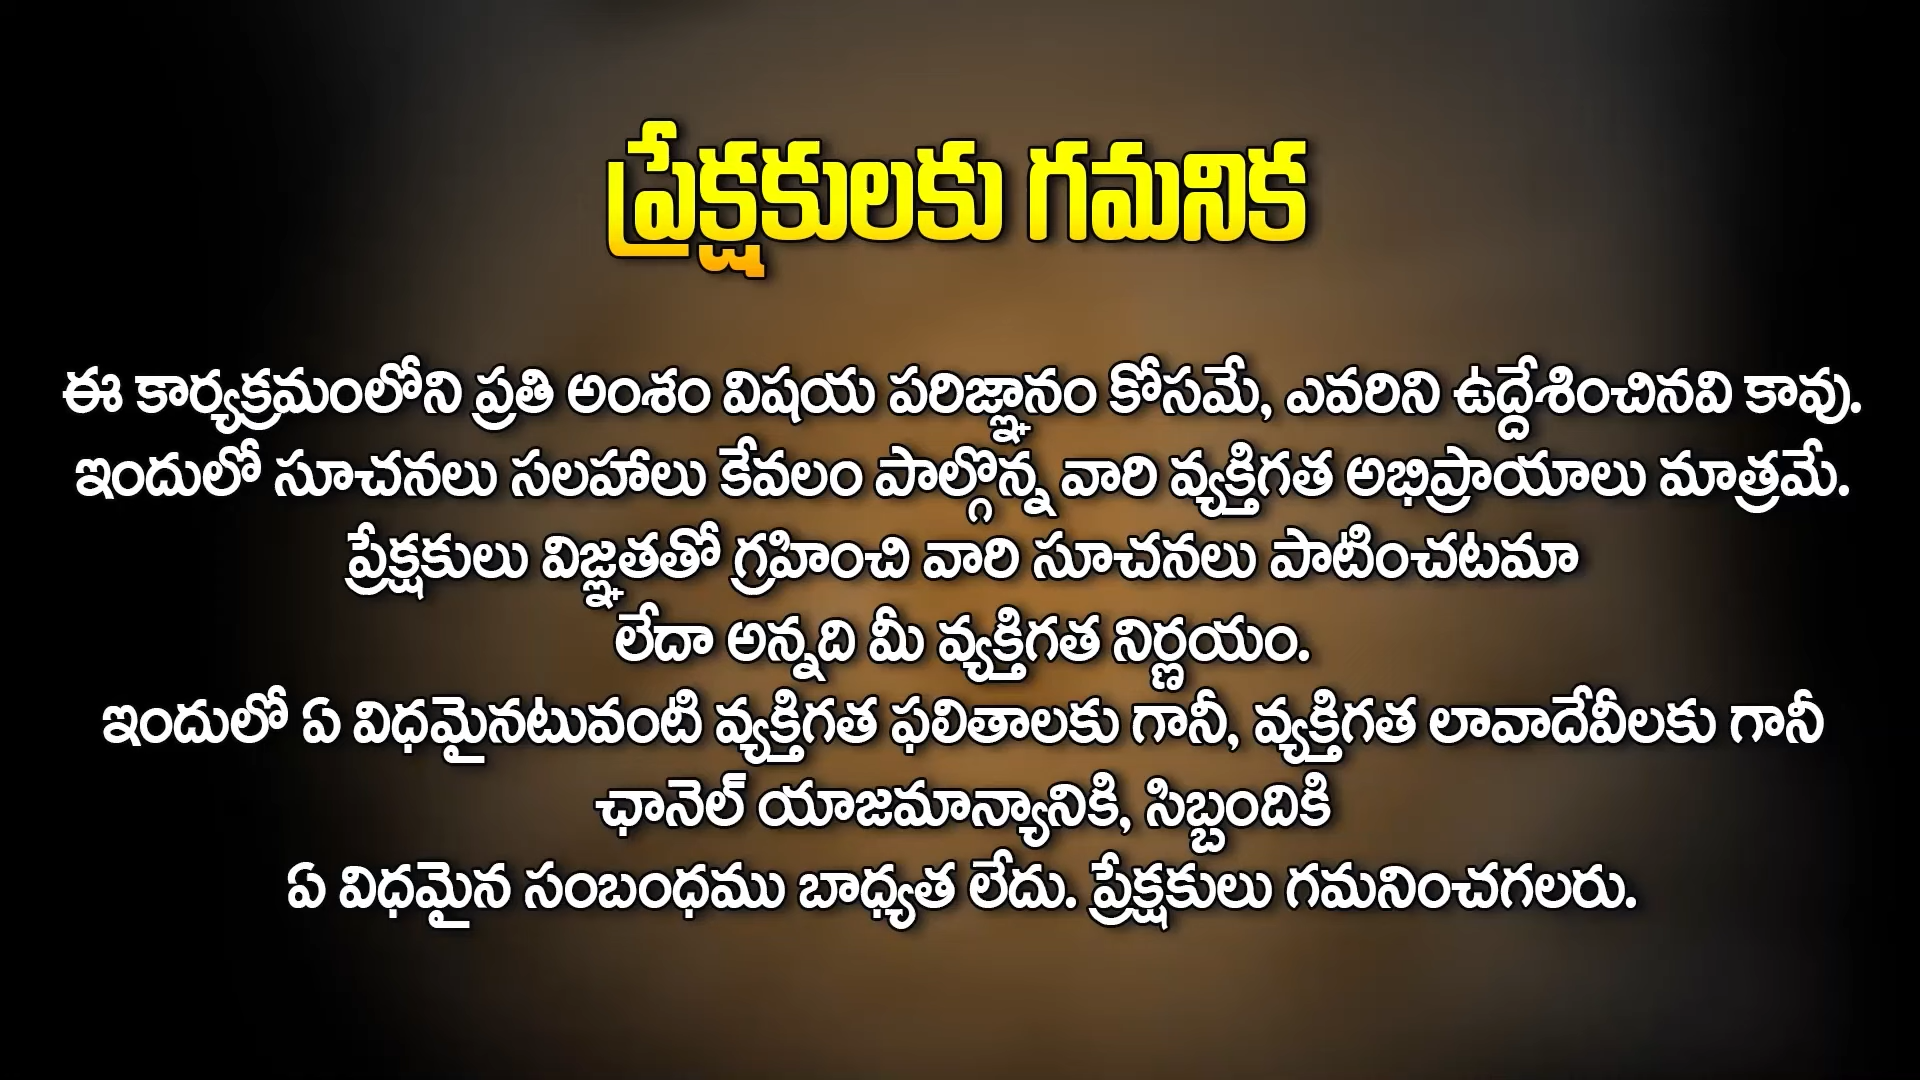 ప్రేక్షకులకు గమనిక
ఈ కార్యక్రమంలోని ప్రతి అంశం విషయ పరిజ్ఞానం కోసమే, ఎవరిని ఉద్దేశించినవి కావు.
ఇందులో సూచనలు సలహాలు కేవలం పాల్గొన్న వారి వ్యక్తిగత అభిప్రాయాలు మాత్రమే.
ప్రేక్షకులు విజ్ఞతతో గ్రహించి వారి సూచనలు పాటించటమా
లేదా అన్నది మీ వ్యక్తిగత నిర్ణయం.
ఇందులో ఏ విధమైనటువంటి వ్యక్తిగత ఫలితాలకు గానీ, వ్యక్తిగత లావాదేవీలకు గానీ
ఛానెల్ యాజమాన్యానికి, సిబ్బందికి
ఏ విధమైన సంబంధము బాధ్యత లేదు. ప్రేక్షకులు గమనించగలరు.